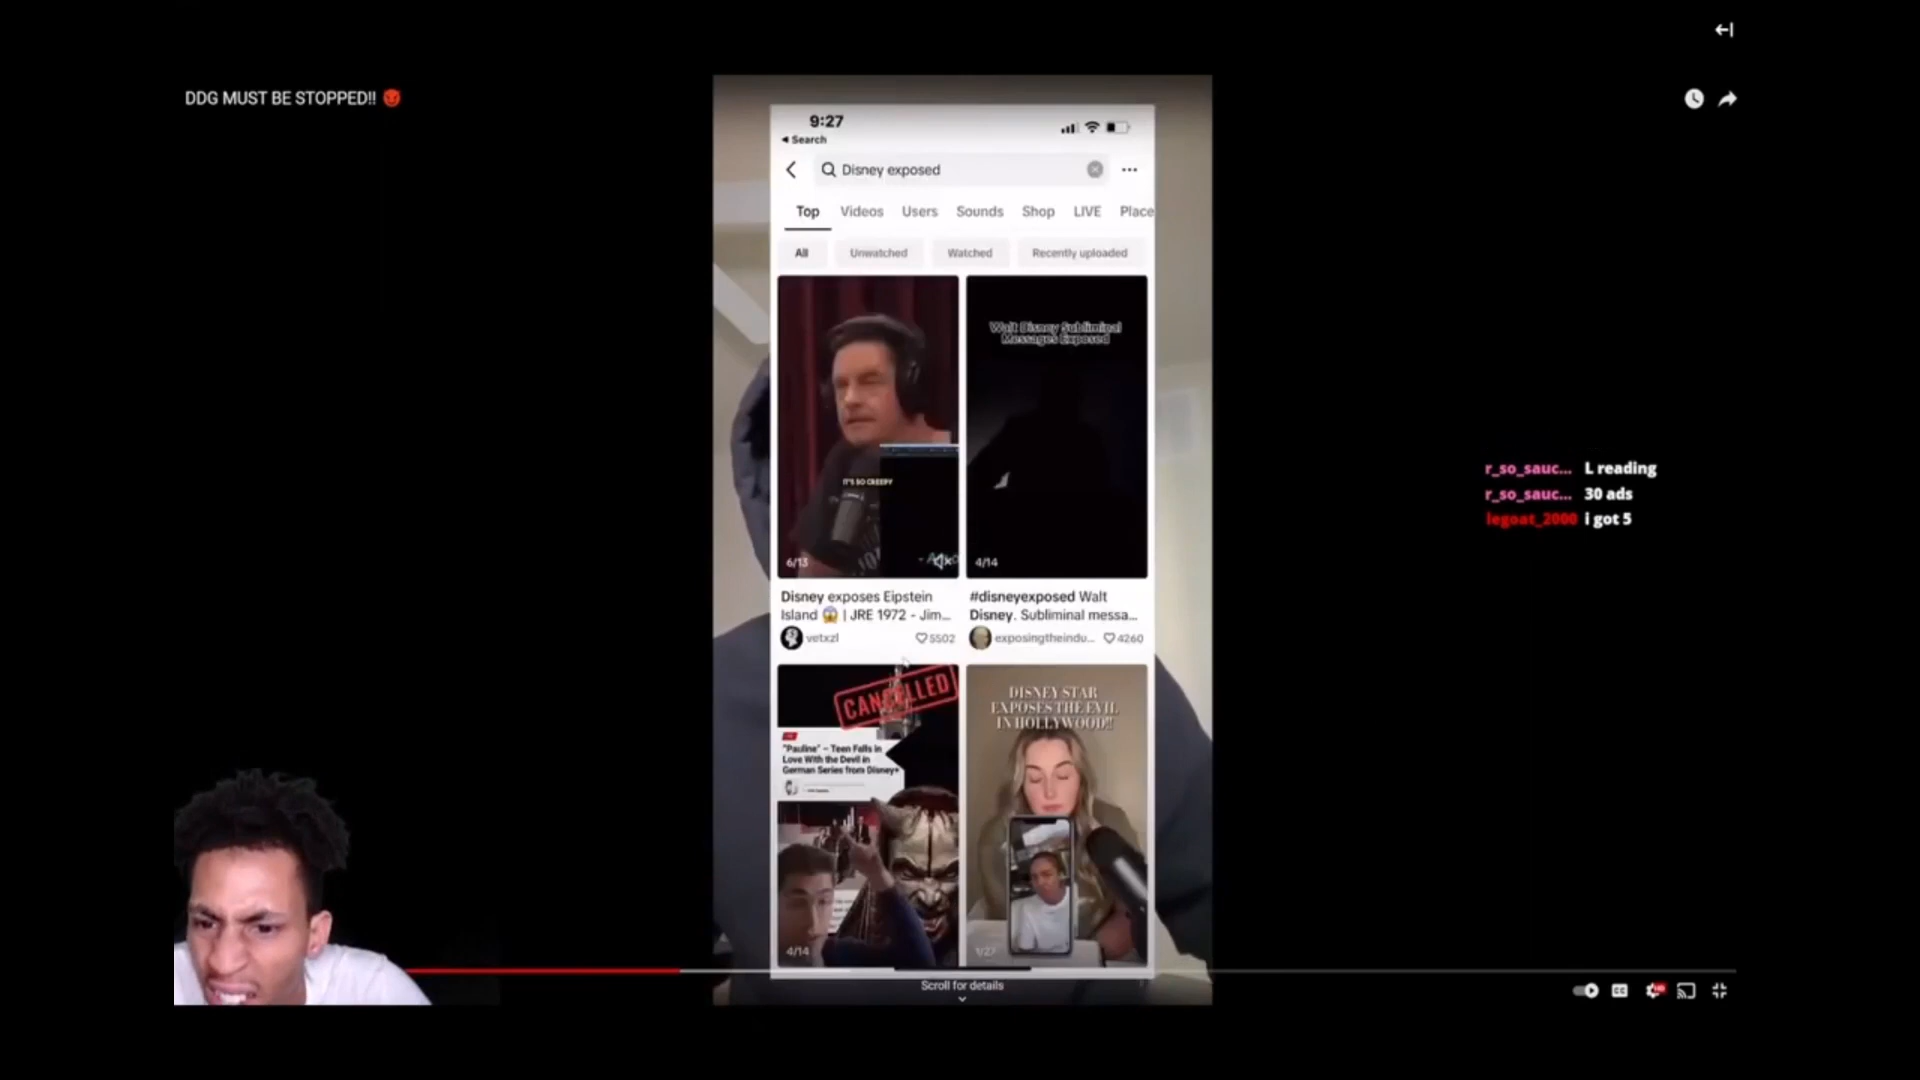 DDG MUST BE STOPPED!! 😈
9:27
Search
Disney exposed
Top Videos Users Sounds Shop LIVE Place
All Unwatched Watched Recently uploaded
IT'S SO CREEPY
6/13
Disney exposes Eipstein
Island 😱 | JRE 1972 - Jim...
vetxzl 5502
Walt Disney Subliminal
Messages Exposed
4/14
#disneyexposed Walt
Disney. Subliminal messa...
exposingtheindu... 4260
CANCELLED
"Pauline" – Teen Falls in
Love With the Devil in
German Series from Disney+
4/14
DISNEY STAR
EXPOSES THE EVIL
IN HOLLYWOOD!!
1/27
Scroll for details
r_so_sauc... L reading
r_so_sauc... 30 ads
legoat_2000 i got 5
CC
HD